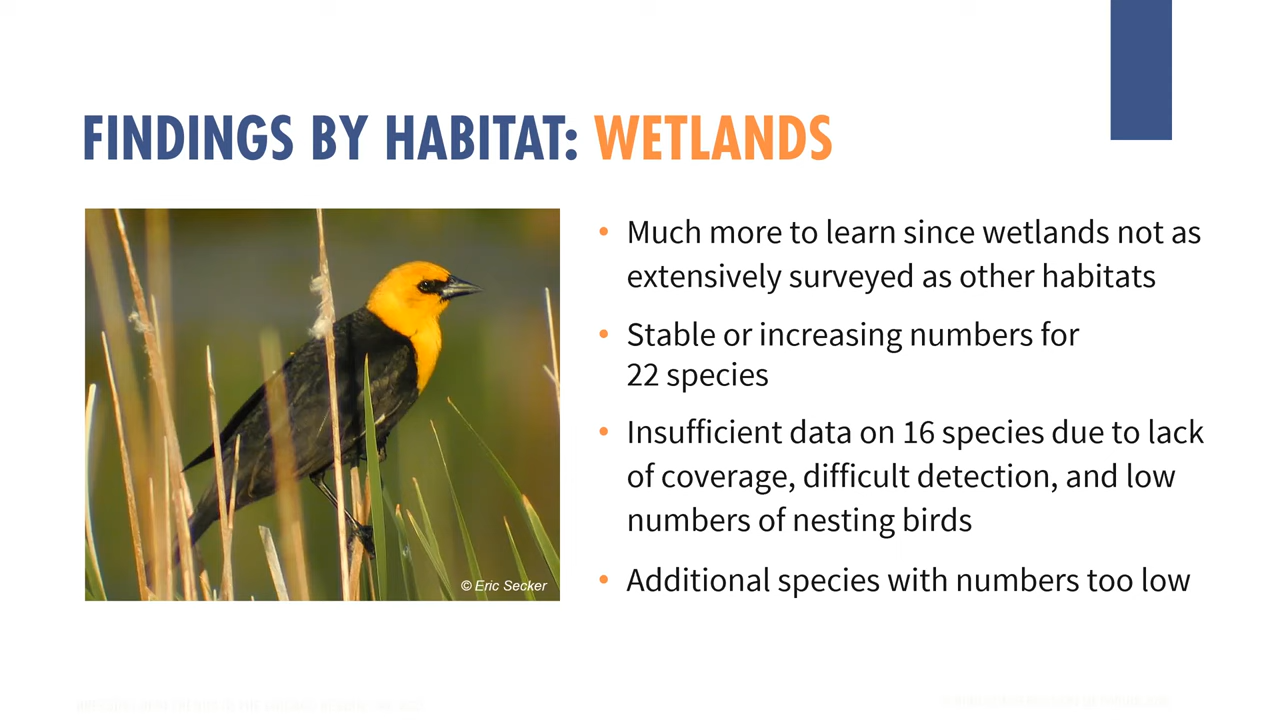 FINDINGS BY HABITAT: WETLANDS
• Much more to learn since wetlands not as
extensively surveyed as other habitats
• Stable or increasing numbers for
22 species
• Insufficient data on 16 species due to lack
of coverage, difficult detection, and low
numbers of nesting birds
• Additional species with numbers too low
© Eric Secker